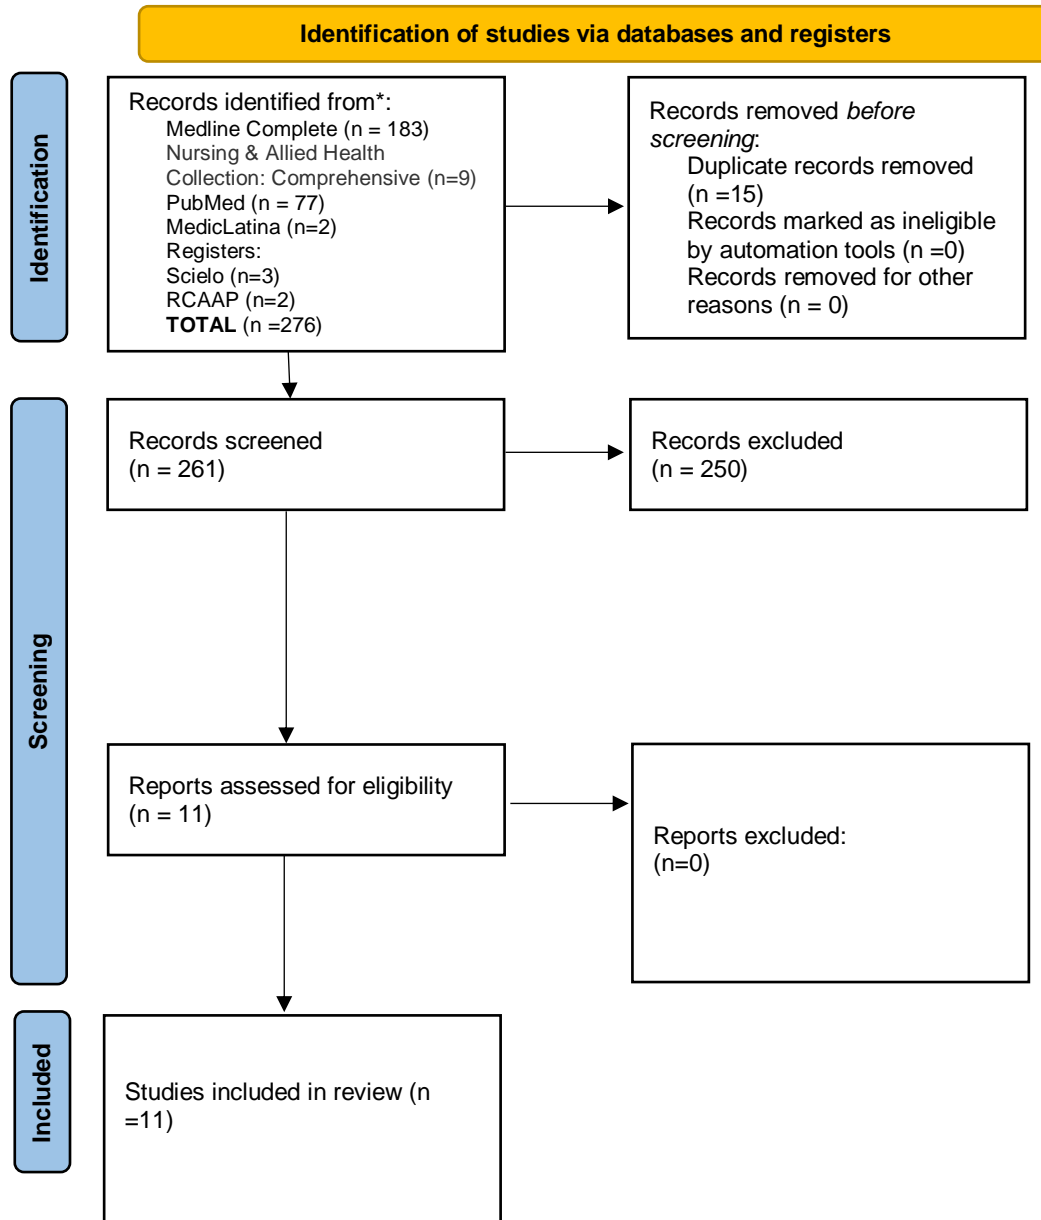 Identification of studies via databases and registers
Identification
Records identified from*:
Medline Complete (n = 183)
Nursing & Allied Health
Collection: Comprehensive (n=9)
PubMed (n = 77)
MedicLatina (n=2)
Registers:
Scielo (n=3)
RCAAP (n=2)
TOTAL (n =276)
Records removed before
screening:
Duplicate records removed
(n =15)
Records marked as ineligible
by automation tools (n =0)
Records removed for other
reasons (n = 0)
Screening
Records screened
(n = 261)
Records excluded
(n = 250)
Reports assessed for eligibility
(n = 11)
Reports excluded:
(n=0)
Included
Studies included in review (n
=11)